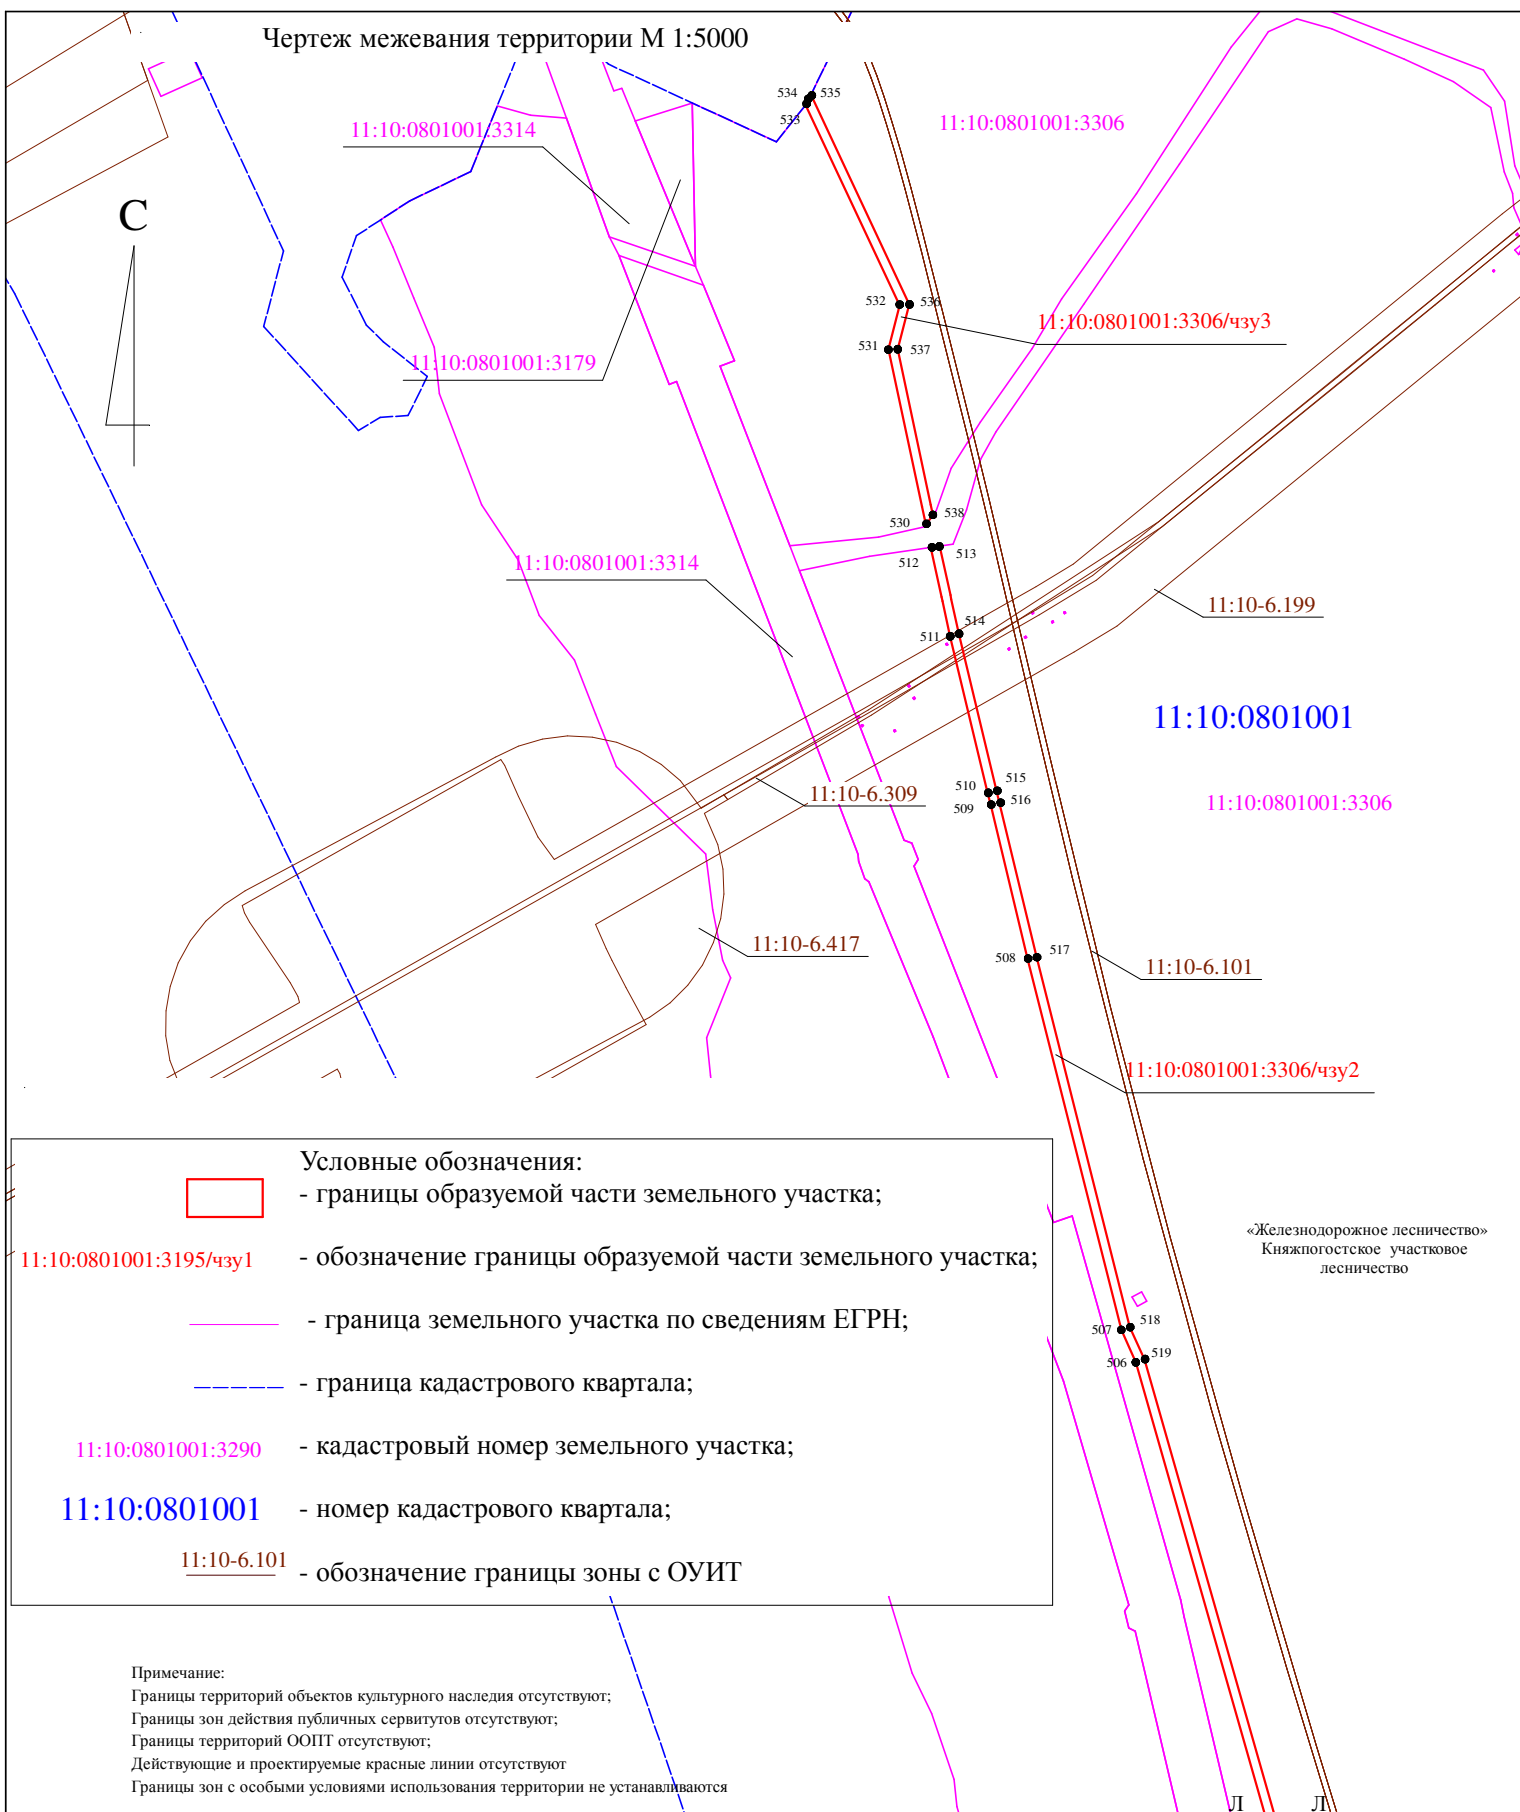 Чертеж межевания территории М 1:5000
534
535
533
11:10:0801001:3314
11:10:0801001:3306
С
532
536
11:10:0801001:3306/чзу3
531
537
11:10:0801001:3179
538
530
513
512
11:10:0801001:3314
11:10-6.199
514
511
11:10:0801001
515
510
11:10-6.309
516
509
11:10:0801001:3306
11:10-6.417
508
517
11:10-6.101
11:10:0801001:3306/чзу2
Условные обозначения:
- границы образуемой части земельного участка;
11:10:0801001:3195/чзу1 - обозначение границы образуемой части земельного участка;
- граница земельного участка по сведениям ЕГРН;
- граница кадастрового квартала;
11:10:0801001:3290 - кадастровый номер земельного участка;
11:10:0801001 - номер кадастрового квартала;
11:10-6.101 - обозначение границы зоны с ОУИТ
«Железнодорожное лесничество»
Княжпогостское участковое
лесничество
518
507
519
506
Примечание:
Границы территорий объектов культурного наследия отсутствуют;
Границы зон действия публичных сервитутов отсутствуют;
Границы территорий ООПТ отсутствуют;
Действующие и проектируемые красные линии отсутствуют
Границы зон с особыми условиями использования территории не устанавливаются
Л Л